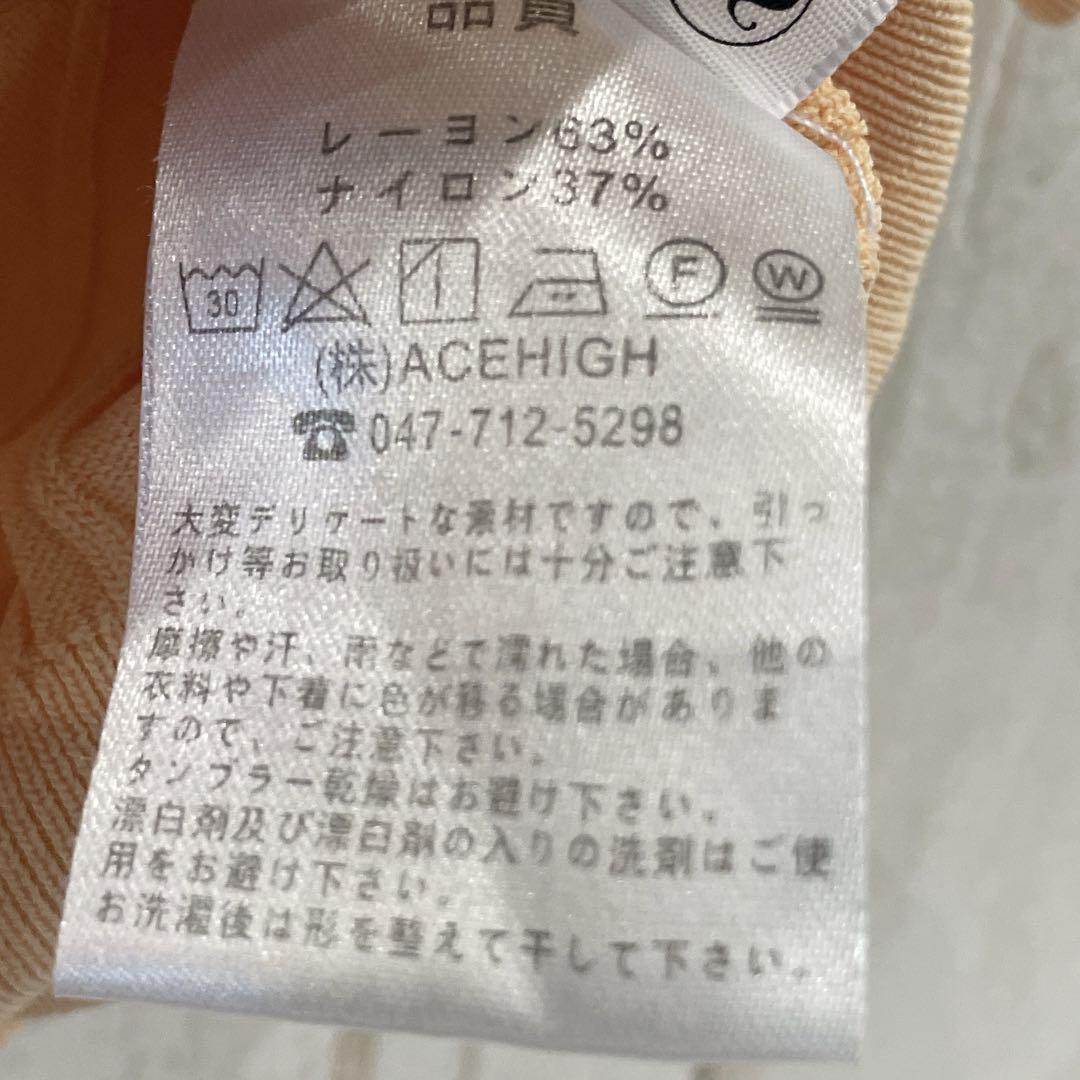 品質
レーヨン63%
ナイロン37%
30
F
W
(株)ACEHIGH
☎047-712-5298
大変デリケートな素材ですので、引っ
かけ等お取り扱いには十分ご注意下
さい。
摩擦や汗、雨などで濡れた場合、他の
衣料や下着に色が移る場合がありま
すので、ご注意下さい。
タンブラー乾燥はお避け下さい。
漂白剤及び漂白剤の入りの洗剤はご使
用をお避け下さい。
お洗濯後は形を整えて干して下さい。